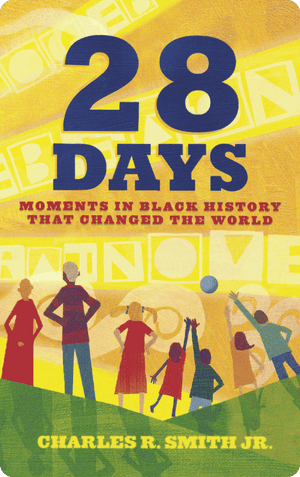 28
DAYS
MOMENTS IN BLACK HISTORY
THAT CHANGED THE WORLD
CHARLES R. SMITH JR.